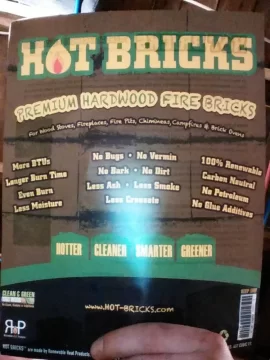 HOT BRICKS
PREMIUM HARDWOOD FIRE BRICKS
For Wood Stoves, Fireplaces, Fire Pits, Chimineas, Campfires & Brick Ovens
More BTUs
Longer Burn Time
Even Burn
Less Moisture
No Bugs • No Vermin
No Bark • No Dirt
Less Ash • Less Smoke
Less Creosote
100% Renewable
Carbon Neutral
No Petroleum
No Glue Additives
HOTTER CLEANER SMARTER GREENER
www.HOT-BRICKS.com
CLEAN & GREEN
HOT BRICKS™ are made by Renewable Heat Products